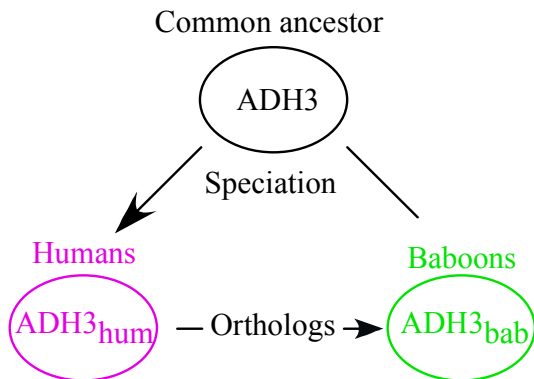 Common ancestor
ADH3
Speciation
Humans
Baboons
ADH3hum
Orthologs
ADH3bab